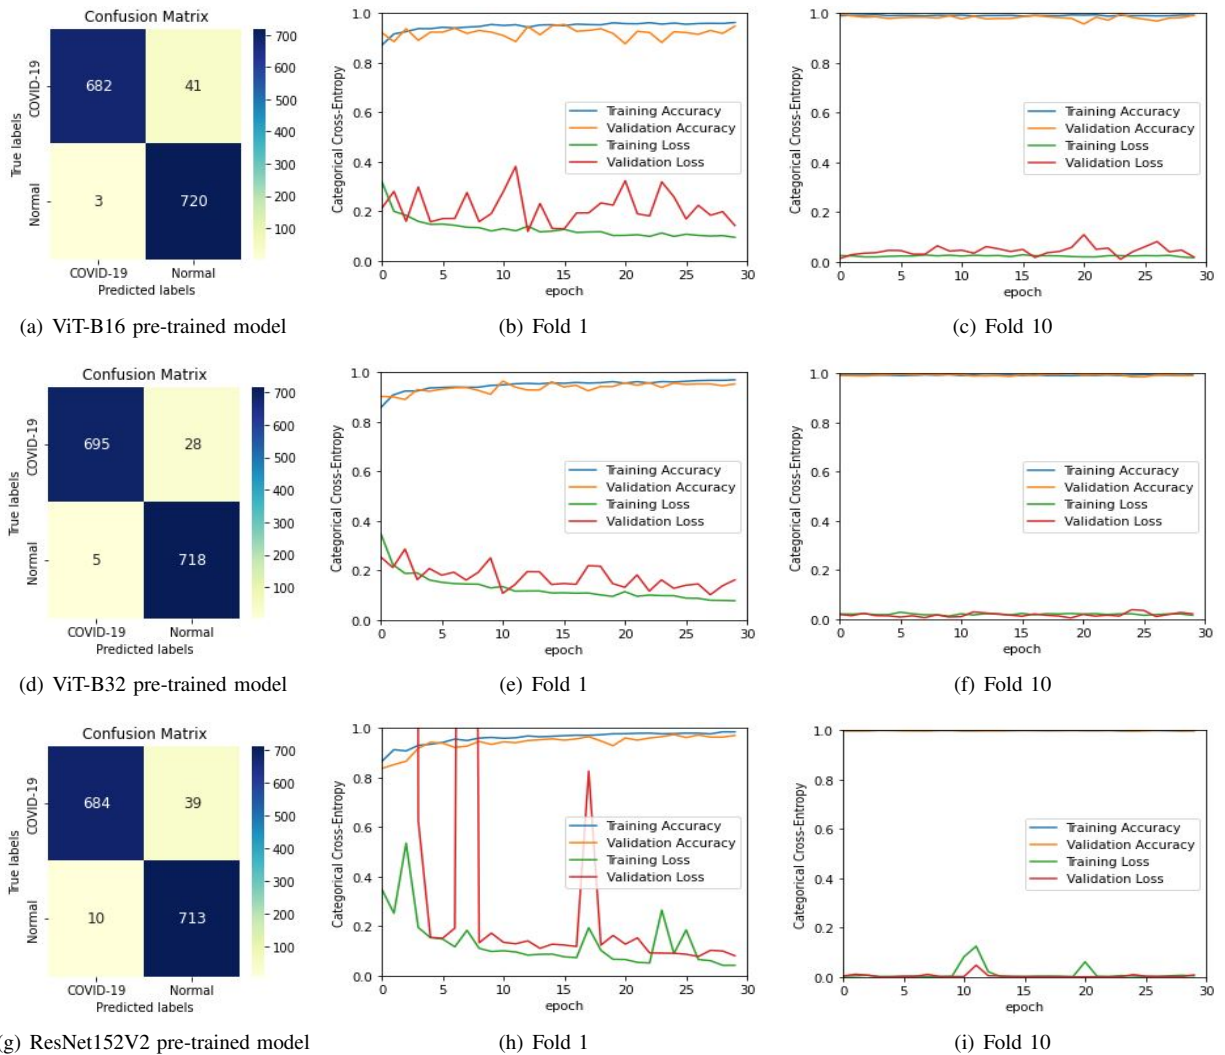 Confusion Matrix
True labels
COVID-19
Normal
682
41
3
720
COVID-19
Normal
Predicted labels
700
600
500
400
300
200
100
(a) ViT-B16 pre-trained model
Categorical Cross-Entropy
1.0
0.8
0.6
0.4
0.2
0.0
Training Accuracy
Validation Accuracy
Training Loss
Validation Loss
0 5 10 15 20 25 30
epoch
(b) Fold 1
Categorical Cross-Entropy
1.0
0.8
0.6
0.4
0.2
0.0
Training Accuracy
Validation Accuracy
Training Loss
Validation Loss
0 5 10 15 20 25 30
epoch
(c) Fold 10
Confusion Matrix
True labels
COVID-19
Normal
695
28
5
718
COVID-19
Normal
Predicted labels
700
600
500
400
300
200
100
(d) ViT-B32 pre-trained model
Categorical Cross-Entropy
1.0
0.8
0.6
0.4
0.2
0.0
Training Accuracy
Validation Accuracy
Training Loss
Validation Loss
0 5 10 15 20 25 30
epoch
(e) Fold 1
Categorical Cross-Entropy
1.0
0.8
0.6
0.4
0.2
0.0
Training Accuracy
Validation Accuracy
Training Loss
Validation Loss
0 5 10 15 20 25 30
epoch
(f) Fold 10
Confusion Matrix
True labels
COVID-19
Normal
684
39
10
713
COVID-19
Normal
Predicted labels
700
600
500
400
300
200
100
g) ResNet152V2 pre-trained model
Categorical Cross-Entropy
1.0
0.8
0.6
0.4
0.2
0.0
Training Accuracy
Validation Accuracy
Training Loss
Validation Loss
0 5 10 15 20 25 30
epoch
(h) Fold 1
Categorical Cross-Entropy
1.0
0.8
0.6
0.4
0.2
0.0
Training Accuracy
Validation Accuracy
Training Loss
Validation Loss
0 5 10 15 20 25 30
epoch
(i) Fold 10